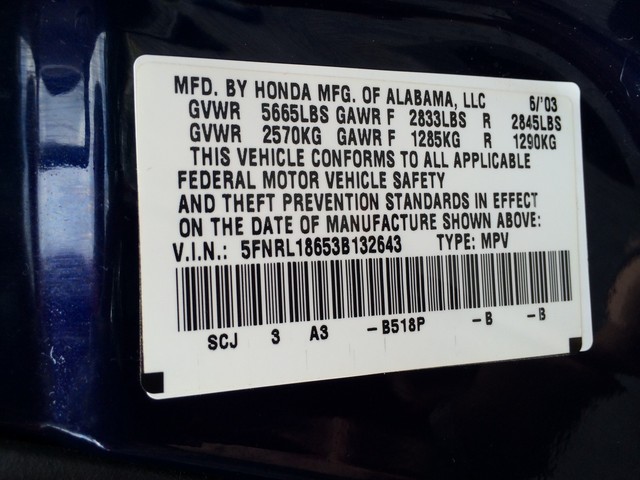 MFD. BY HONDA MFG. OF ALABAMA, LLC 6/'03
GVWR 5665LBS GAWR F 2833LBS R 2845LBS
GVWR 2570KG GAWR F 1285KG R 1290KG
THIS VEHICLE CONFORMS TO ALL APPLICABLE
FEDERAL MOTOR VEHICLE SAFETY
AND THEFT PREVENTION STANDARDS IN EFFECT
ON THE DATE OF MANUFACTURE SHOWN ABOVE:
V.I.N.: 5FNRL18653B132643 TYPE: MPV
SCJ 3 A3 -B518P -B -B